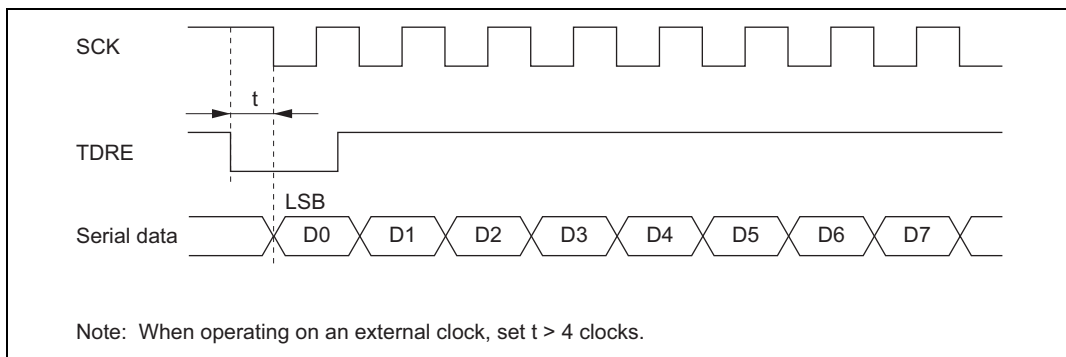 SCK
t
TDRE
LSB
Serial data D0 D1 D2 D3 D4 D5 D6 D7
Note: When operating on an external clock, set t > 4 clocks.